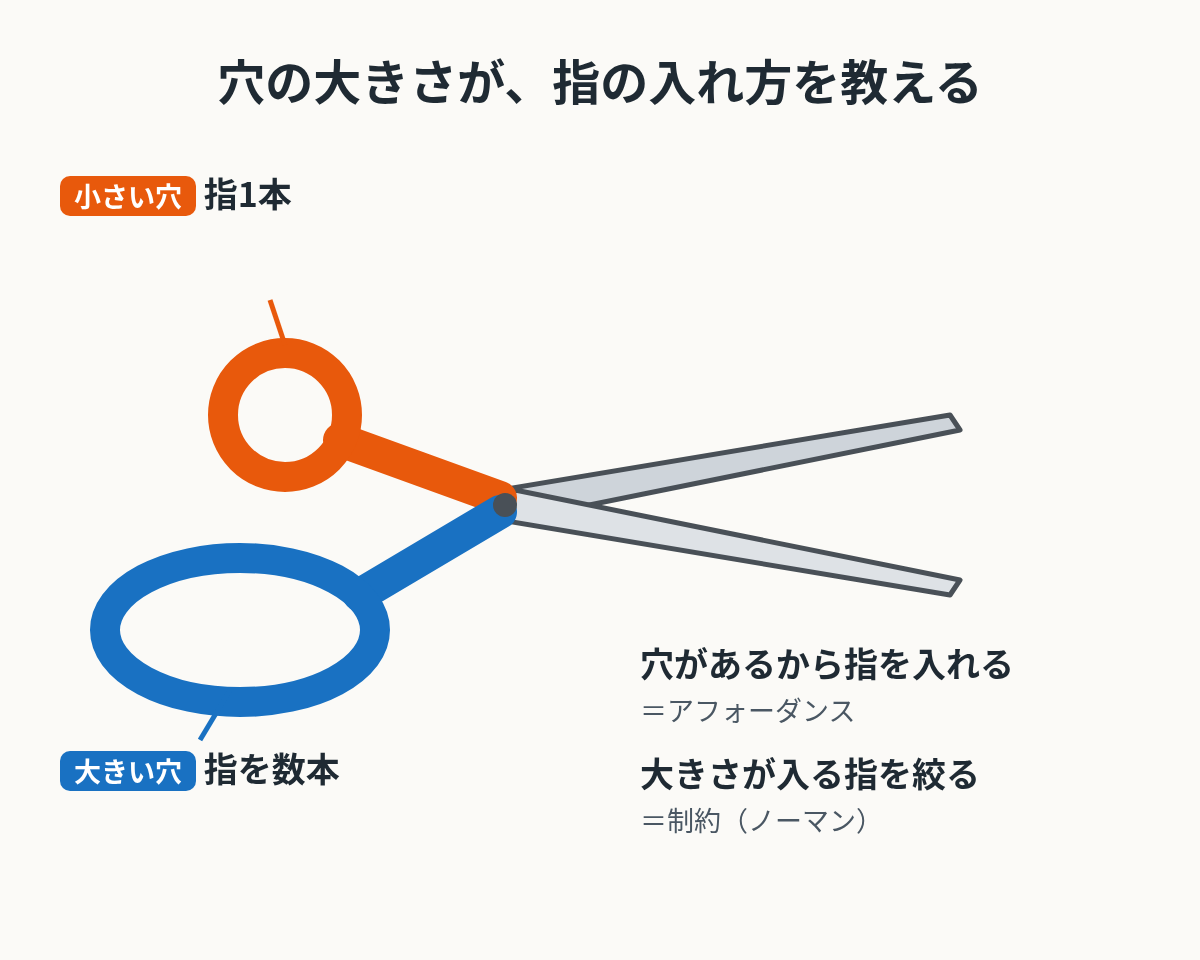 穴の大きさが、指の入れ方を教える
小さい穴 指1本
大きい穴 指を数本
穴があるから指を入れる
＝アフォーダンス
大きさが入る指を絞る
＝制約（ノーマン）